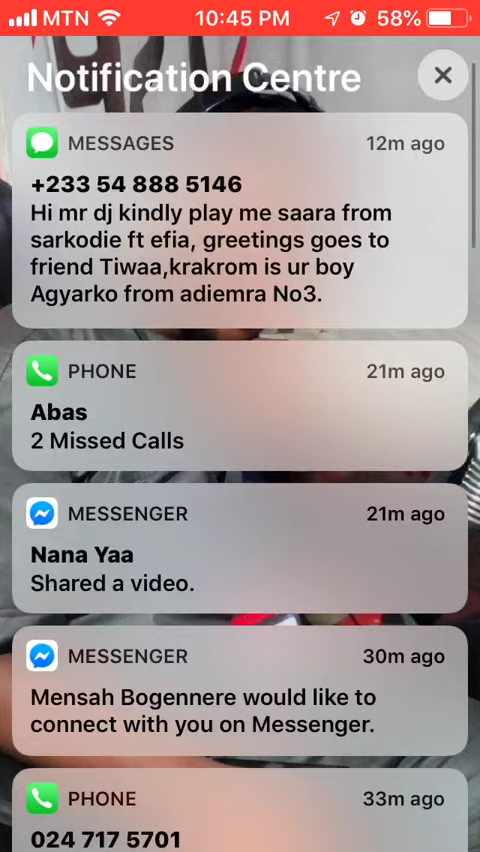 MTN 10:45 PM 58%
Notification Centre
MESSAGES 12m ago
+233 54 888 5146
Hi mr dj kindly play me saara from
sarkodie ft efia, greetings goes to
friend Tiwaa,krakrom is ur boy
Agyarko from adiemra No3.
PHONE 21m ago
Abas
2 Missed Calls
MESSENGER 21m ago
Nana Yaa
Shared a video.
MESSENGER 30m ago
Mensah Bogennere would like to
connect with you on Messenger.
PHONE 33m ago
024 717 5701